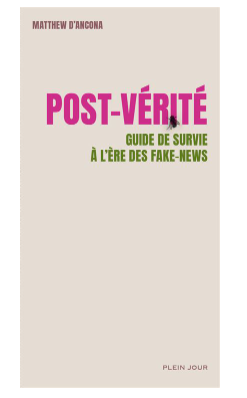 MATTHEW D'ANCONA
POST-VÉRITÉ
GUIDE DE SURVIE
À L'ÈRE DES FAKE-NEWS
PLEIN JOUR